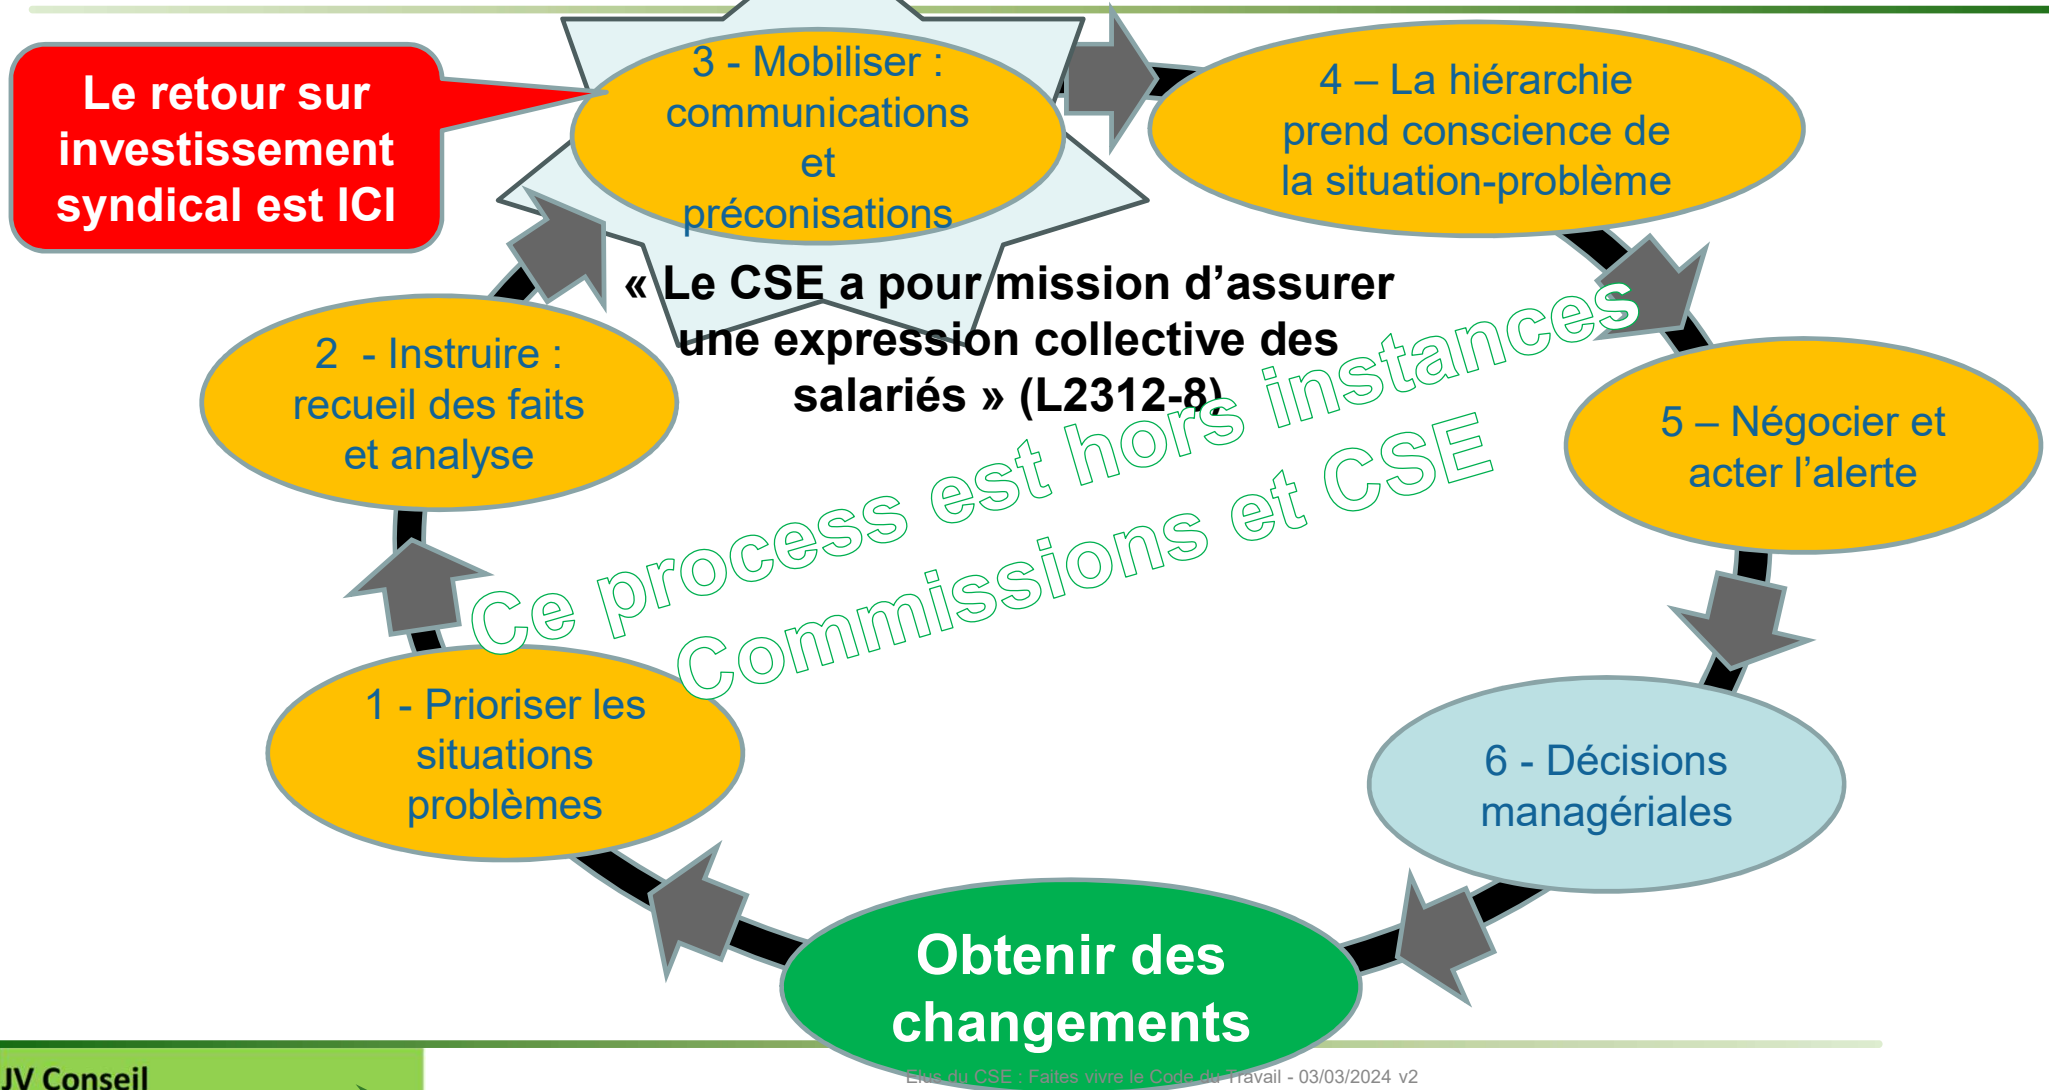 Le retour sur
investissement
syndical est ICI
3 - Mobiliser :
communications
et
préconisations
4 – La hiérarchie
prend conscience de
la situation-problème
« Le CSE a pour mission d’assurer
une expression collective des
salariés » (L2312-8)
2 - Instruire :
recueil des faits
et analyse
Ce process est hors instances
Commissions et CSE
5 – Négocier et
acter l’alerte
1 - Prioriser les
situations
problèmes
6 - Décisions
managériales
Obtenir des
changements
JV Conseil
Elus du CSE : Faites vivre le Code du Travail - 03/03/2024 v2